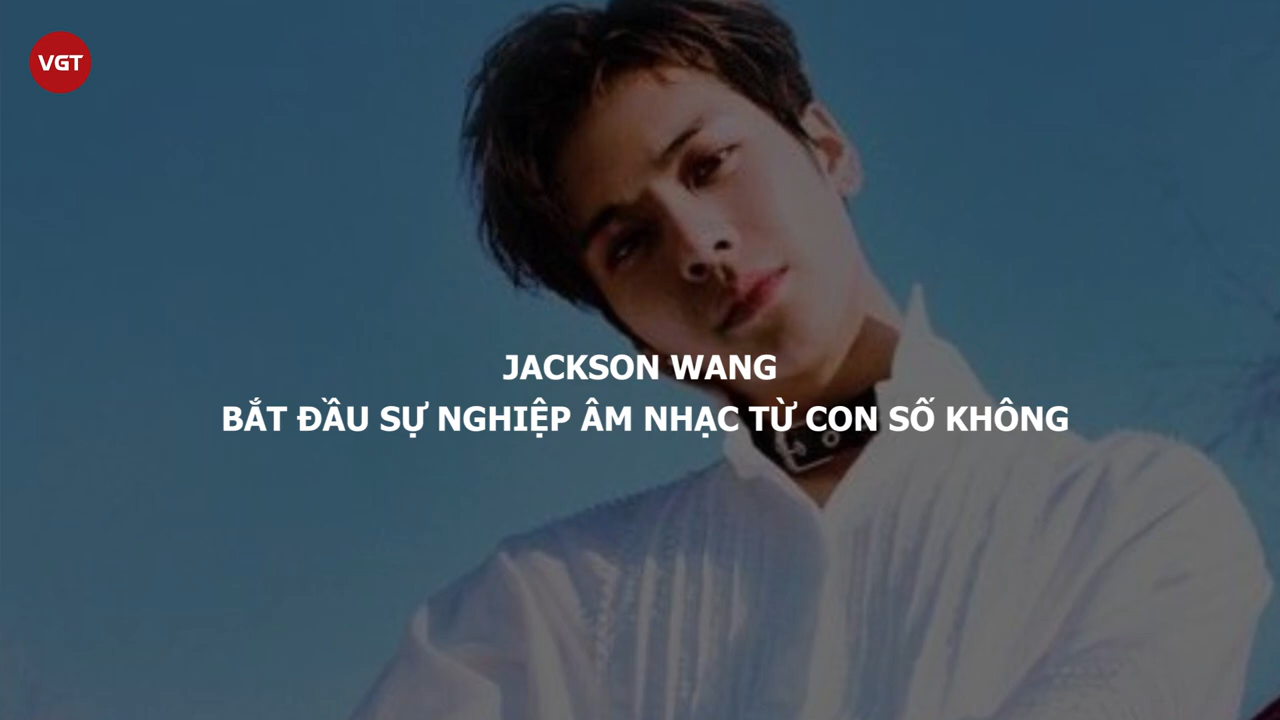 VGT
JACKSON WANG
BẮT ĐẦU SỰ NGHIỆP ÂM NHẠC TỪ CON SỐ KHÔNG